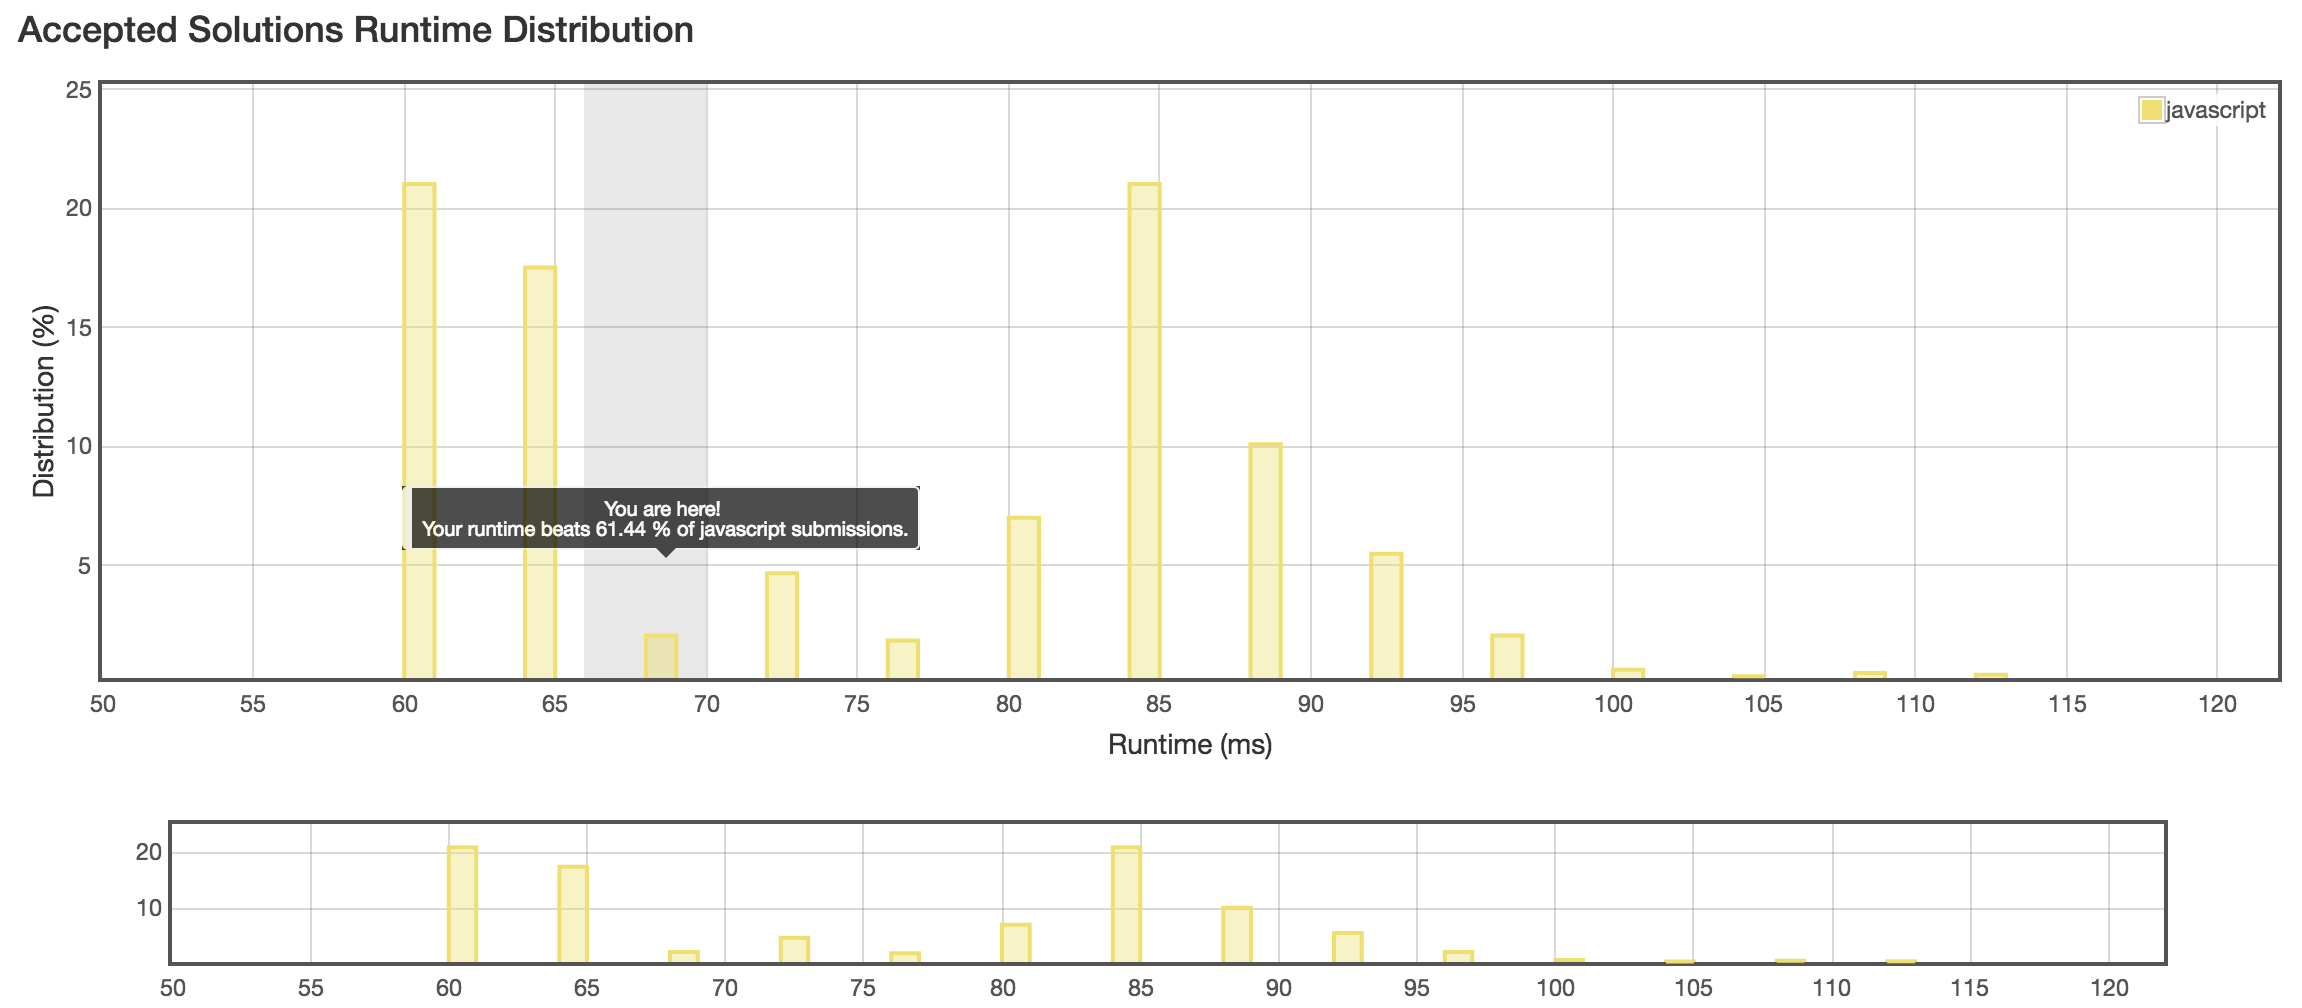 Accepted Solutions Runtime Distribution
25
20
15
10
5
Distribution (%)
javascript
You are here!
Your runtime beats 61.44 % of javascript submissions.
50 55 60 65 70 75 80 85 90 95 100 105 110 115 120
Runtime (ms)
20
10
50 55 60 65 70 75 80 85 90 95 100 105 110 115 120